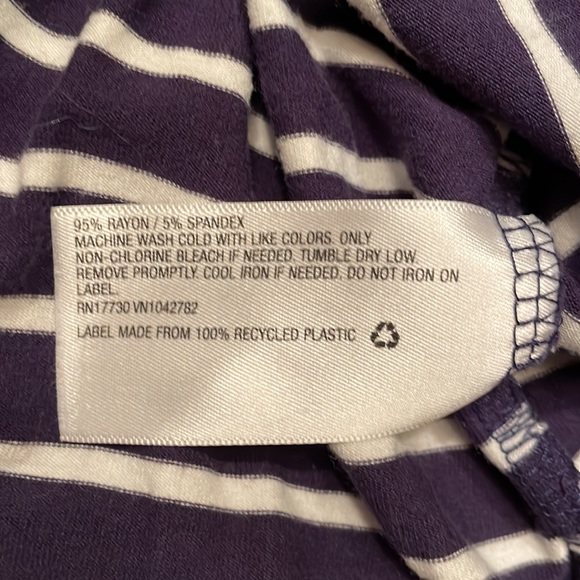 95% RAYON / 5% SPANDEX
MACHINE WASH COLD WITH LIKE COLORS. ONLY
NON-CHLORINE BLEACH IF NEEDED. TUMBLE DRY LOW.
REMOVE PROMPTLY. COOL IRON IF NEEDED. DO NOT IRON ON
LABEL.
RN17730 VN1042782
LABEL MADE FROM 100% RECYCLED PLASTIC